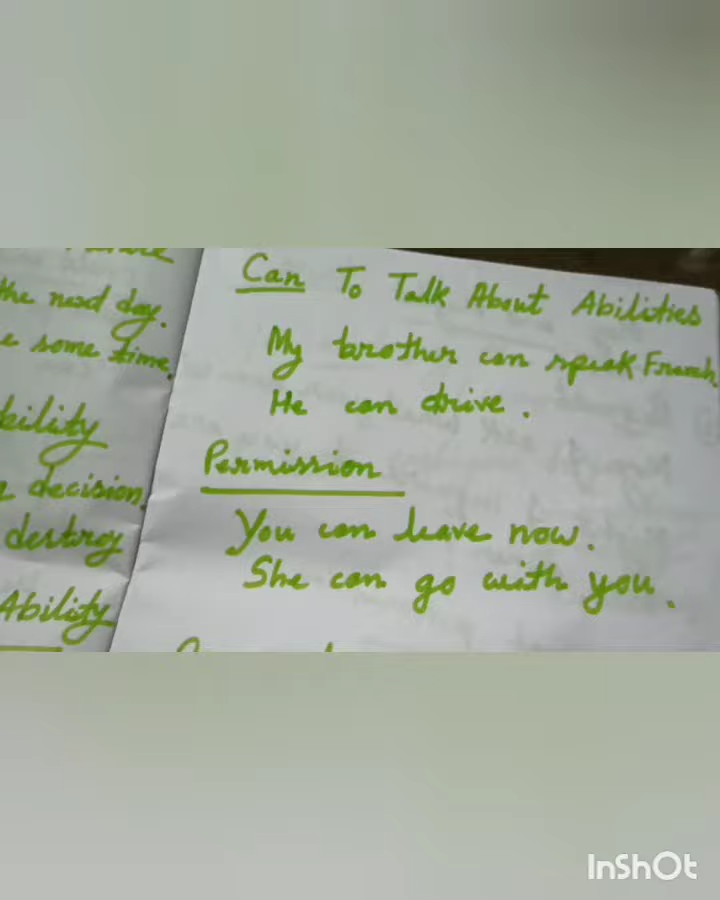 the next day.
some time.
decision.
destroy
Ability
Can To Talk About Abilities
My brother can speak French.
He can drive.
Permission
You can leave now.
She can go with you.
InShOt